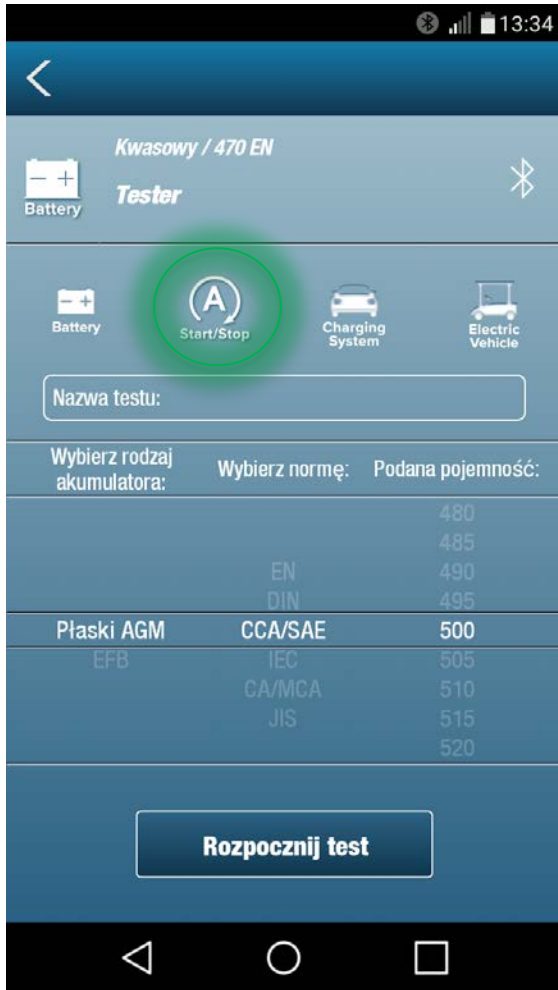 13:34
Kwasowy / 470 EN
Battery
Tester
Battery
A
Start/Stop
Charging
System
Electric
Vehicle
Nazwa testu:
Wybierz rodzaj
akumulatora:
Wybierz normę:
Podana pojemność:
480
485
EN 490
DIN 495
Płaski AGM CCA/SAE 500
EFB IEC 505
CA/MCA 510
JIS 515
520
Rozpocznij test